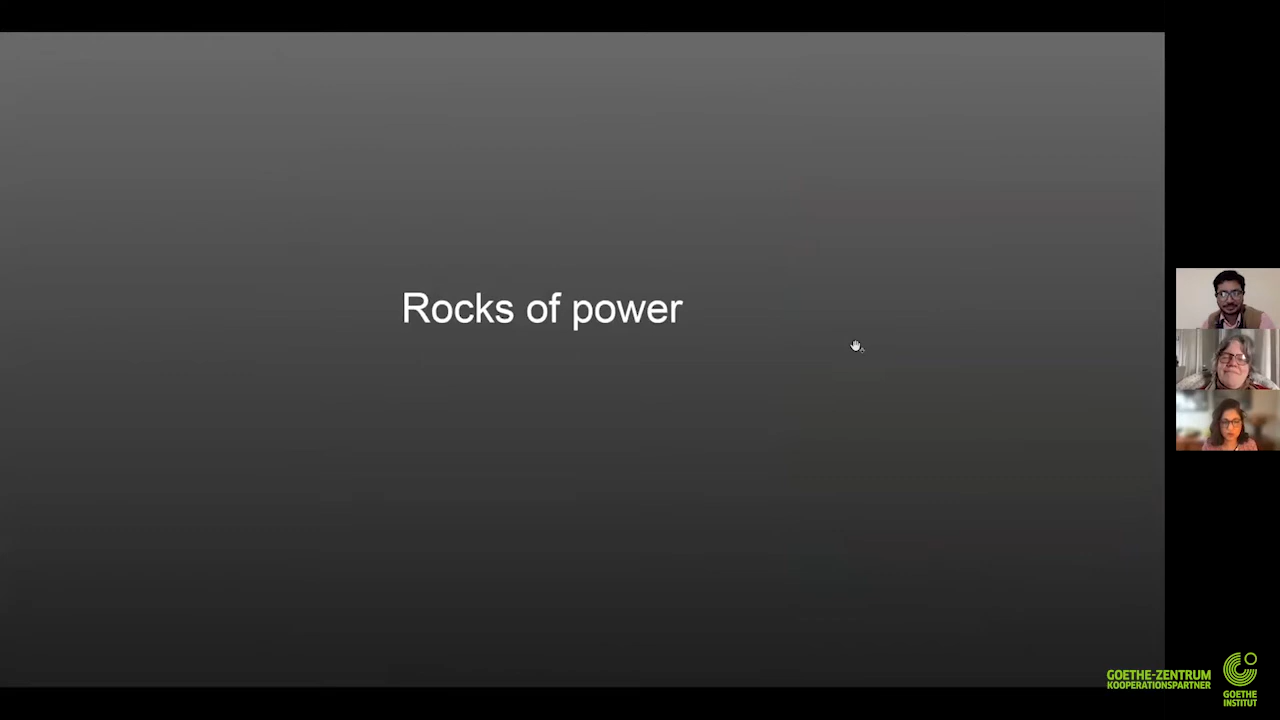 Rocks of power
GOETHE-ZENTRUM
KOOPERATIONSPARTNER
GOETHE
INSTITUT